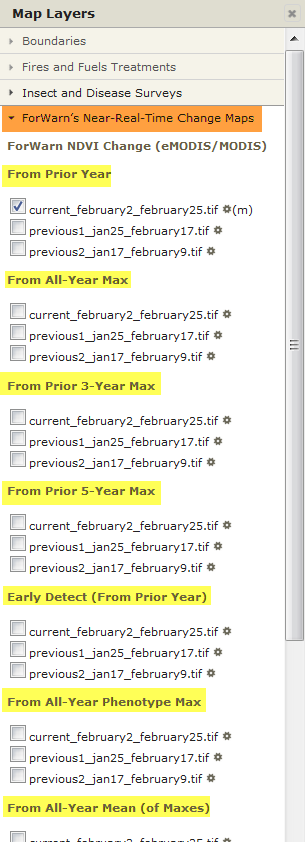 Map Layers
Boundaries
Fires and Fuels Treatments
Insect and Disease Surveys
ForWarn's Near-Real-Time Change Maps
ForWarn NDVI Change (eMODIS/MODIS)
From Prior Year
current_february2_february25.tif (m)
previous1_jan25_february17.tif
previous2_jan17_february9.tif
From All-Year Max
current_february2_february25.tif
previous1_jan25_february17.tif
previous2_jan17_february9.tif
From Prior 3-Year Max
current_february2_february25.tif
previous1_jan25_february17.tif
previous2_jan17_february9.tif
From Prior 5-Year Max
current_february2_february25.tif
previous1_jan25_february17.tif
previous2_jan17_february9.tif
Early Detect (From Prior Year)
current_february2_february25.tif
previous1_jan25_february17.tif
previous2_jan17_february9.tif
From All-Year Phenotype Max
current_february2_february25.tif
previous1_jan25_february17.tif
previous2_jan17_february9.tif
From All-Year Mean (of Maxes)